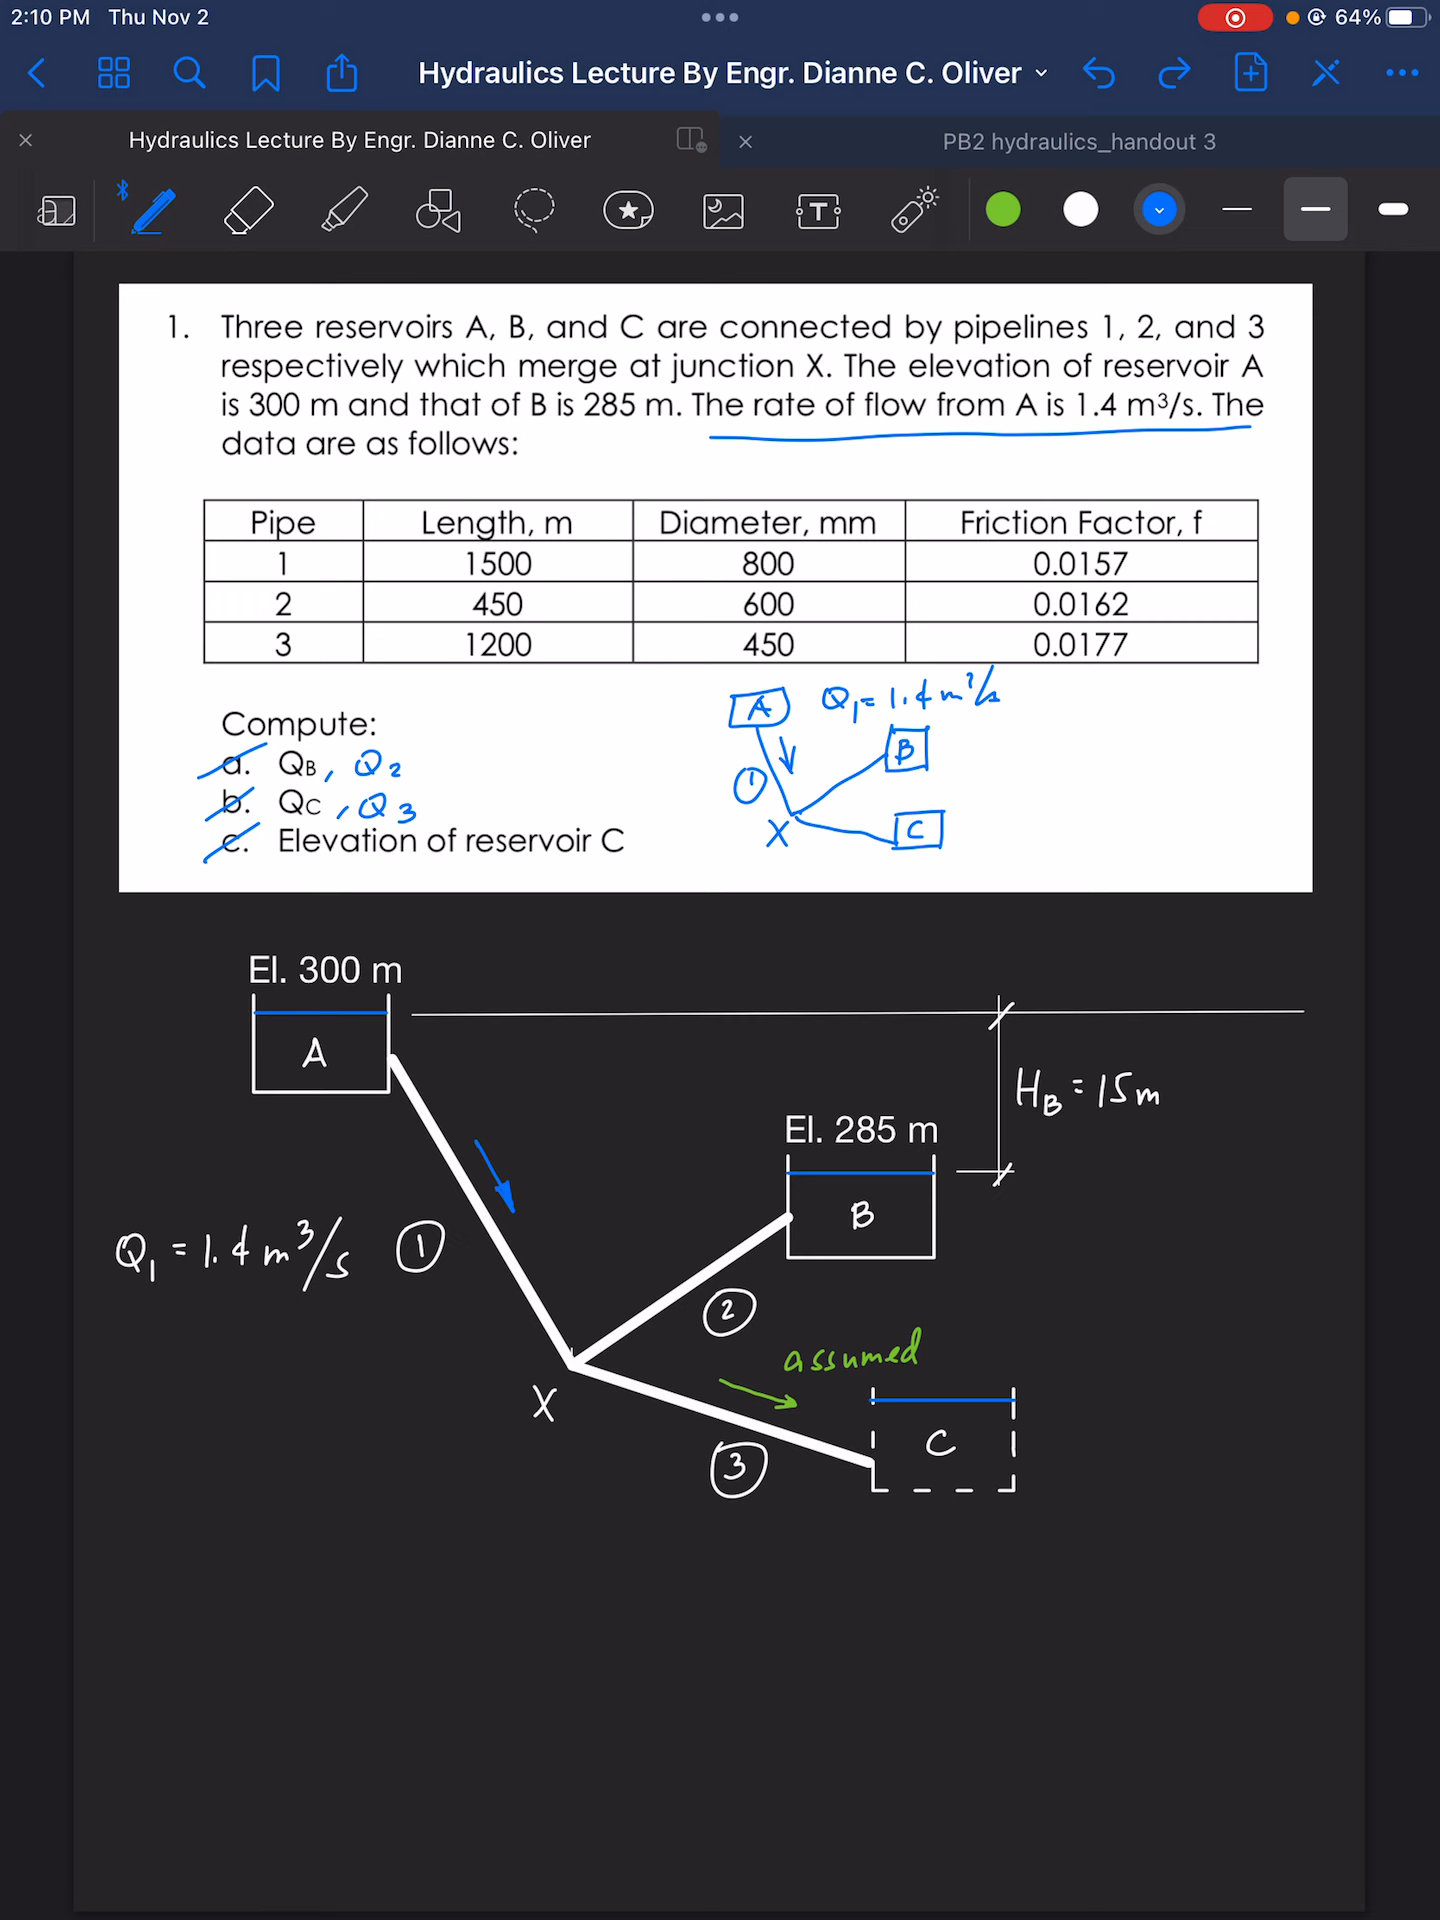 2:10 PM Thu Nov 2
64%
Hydraulics Lecture By Engr. Dianne C. Oliver
Hydraulics Lecture By Engr. Dianne C. Oliver
PB2 hydraulics_handout 3
1. Three reservoirs A, B, and C are connected by pipelines 1, 2, and 3
respectively which merge at junction X. The elevation of reservoir A
is 300 m and that of B is 285 m. The rate of flow from A is 1.4 m3/s. The
data are as follows:
Pipe Length, m Diameter, mm Friction Factor, f
1 1500 800 0.0157
2 450 600 0.0162
3 1200 450 0.0177
Compute:
a. QB, Q2
b. QC, Q3
c. Elevation of reservoir C
A Q1 = 1.4 m³/s
B
1
X
C
El. 300 m
A
HB = 15 m
El. 285 m
B
Q1 = 1.4 m³/s 1
2
assumed
X
C
3